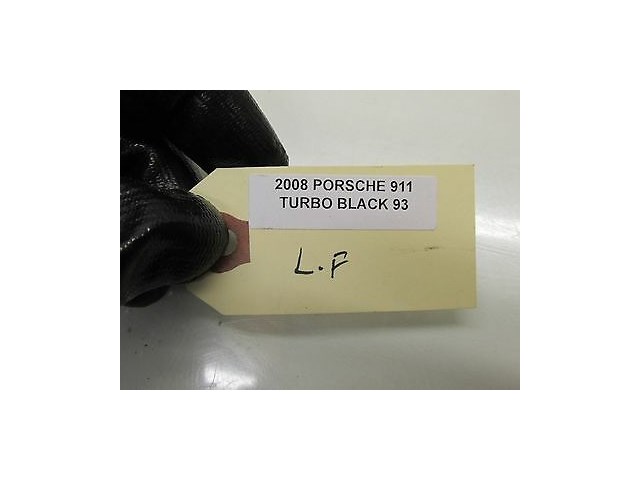 2008 PORSCHE 911
TURBO BLACK 93
L.F